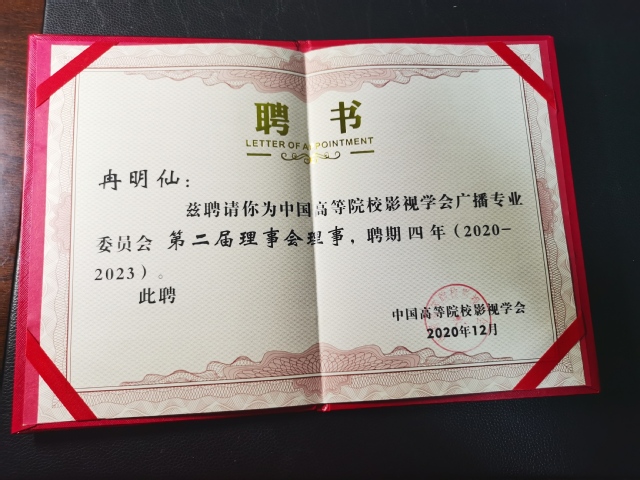 聘 书
LETTER OF APPOINTMENT
冉明仙：
兹聘请你为中国高等院校影视学会广播专业
委员会 第二届理事会理事，聘期四年（2020-
2023）。
此聘
中国高等院校影视学会
2020年12月